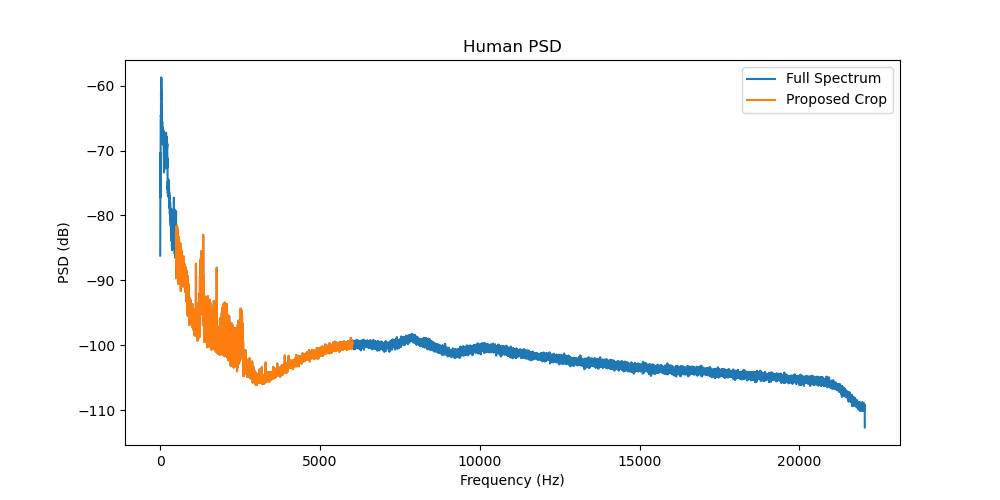 Human PSD
Full Spectrum
Proposed Crop
PSD (dB)
−60
−70
−80
−90
−100
−110
0
5000
10000
15000
20000
Frequency (Hz)